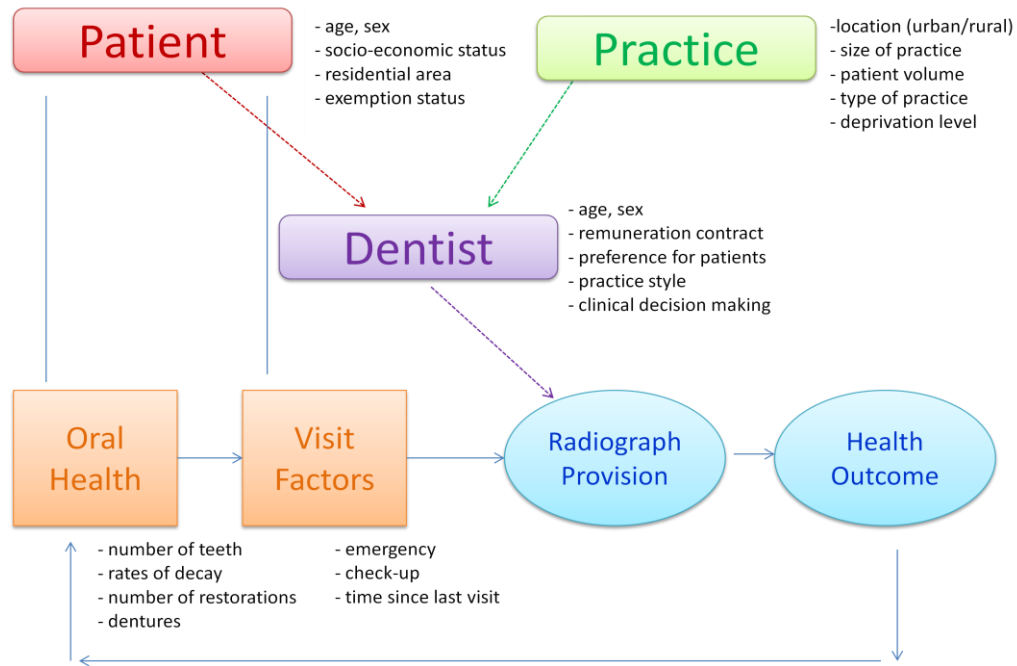 Patient
- age, sex
- socio-economic status
- residential area
- exemption status
Practice
-location (urban/rural)
- size of practice
- patient volume
- type of practice
- deprivation level
Dentist
- age, sex
- remuneration contract
- preference for patients
- practice style
- clinical decision making
Oral
Health
Visit
Factors
Radiograph
Provision
Health
Outcome
- number of teeth
- rates of decay
- number of restorations
- dentures
- emergency
- check-up
- time since last visit